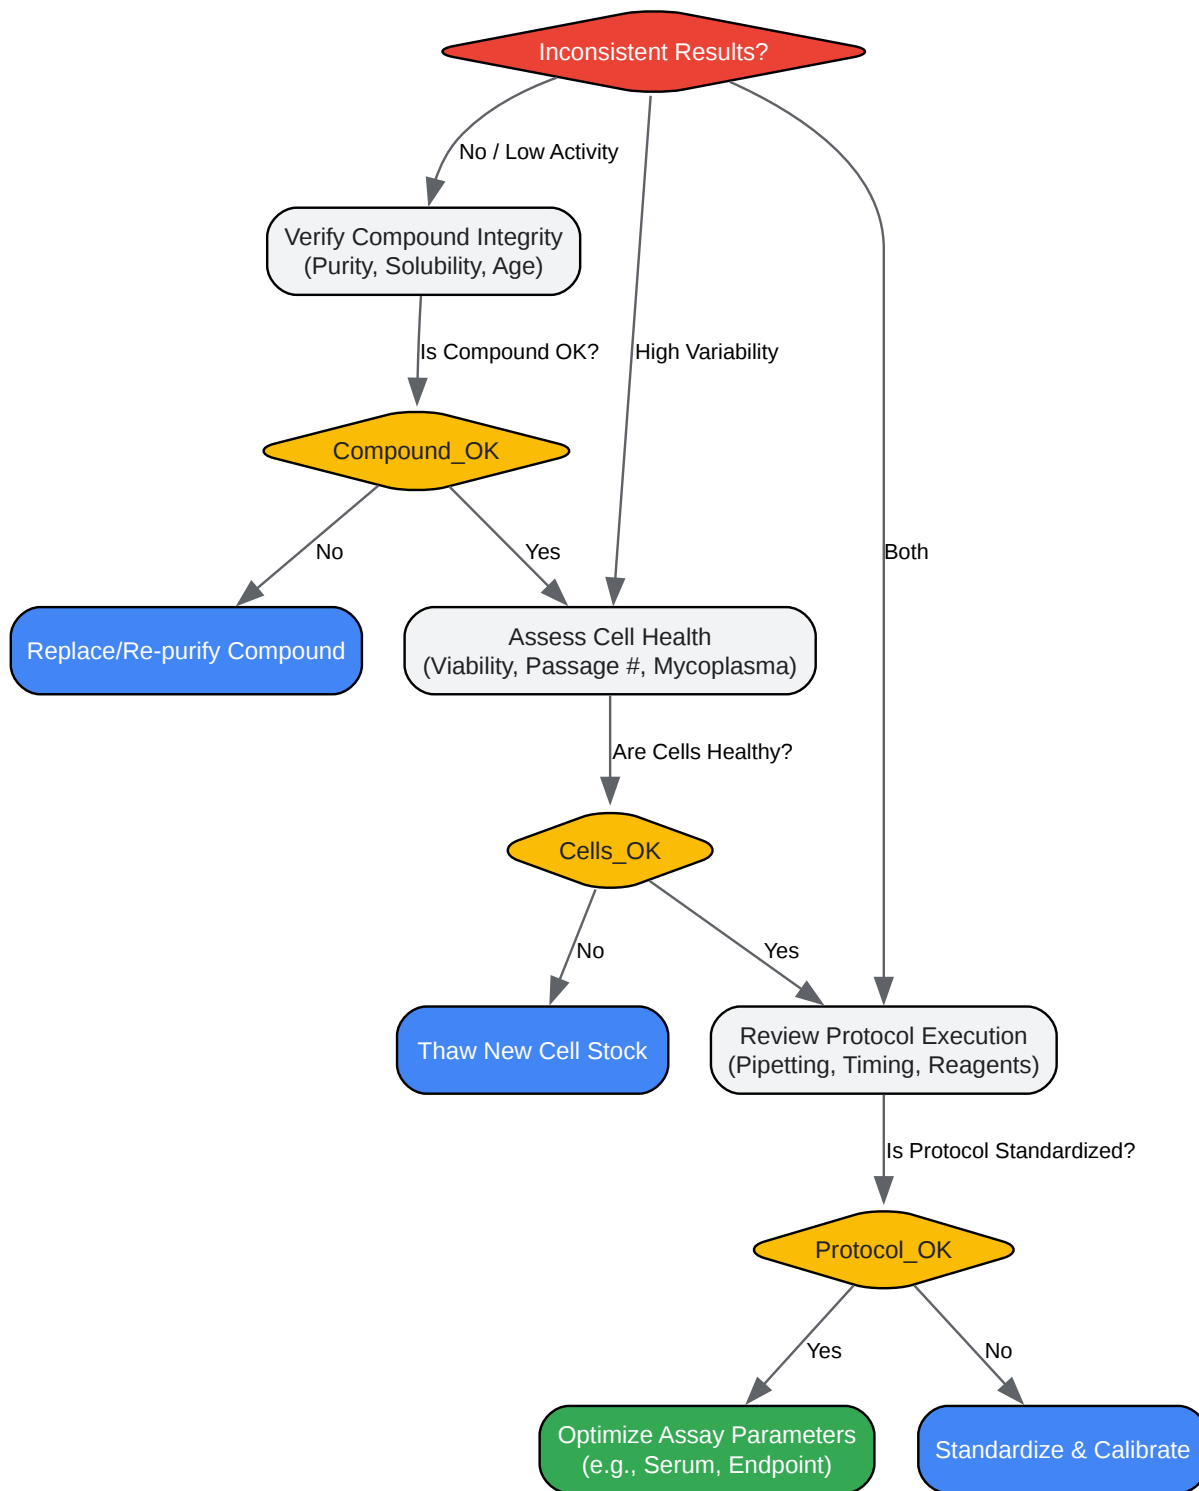 Inconsistent Results?
No / Low Activity
Verify Compound Integrity
(Purity, Solubility, Age)
Is Compound OK?
High Variability
Compound_OK
No
Yes
Both
Replace/Re-purify Compound
Assess Cell Health
(Viability, Passage #, Mycoplasma)
Are Cells Healthy?
Cells_OK
No
Yes
Thaw New Cell Stock
Review Protocol Execution
(Pipetting, Timing, Reagents)
Is Protocol Standardized?
Protocol_OK
Yes
No
Optimize Assay Parameters
(e.g., Serum, Endpoint)
Standardize & Calibrate